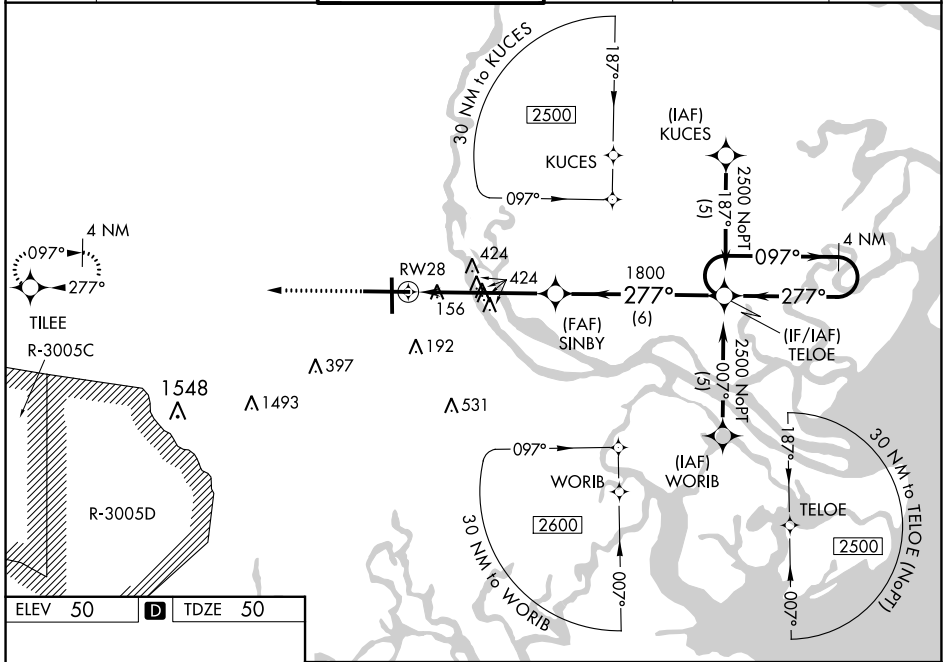 30 NM to KUCES
187°
2500
KUCES
097°
(IAF)
KUCES
2500 NoPT
187°
(5)
4 NM
097°
277°
4 NM
097°
277°
TILEE
RW28
424
424
156
1800
277°
(6)
(FAF)
SINBY
(IF/IAF)
TELOE
R-3005C
192
397
1548
1493
531
2500 NoPT
007°
(5)
(IAF)
WORIB
097°
WORIB
2600
30 NM to WORIB
007°
187°
30 NM to TELOE (NoPT)
TELOE
2500
007°
R-3005D
ELEV 50 D TDZE 50